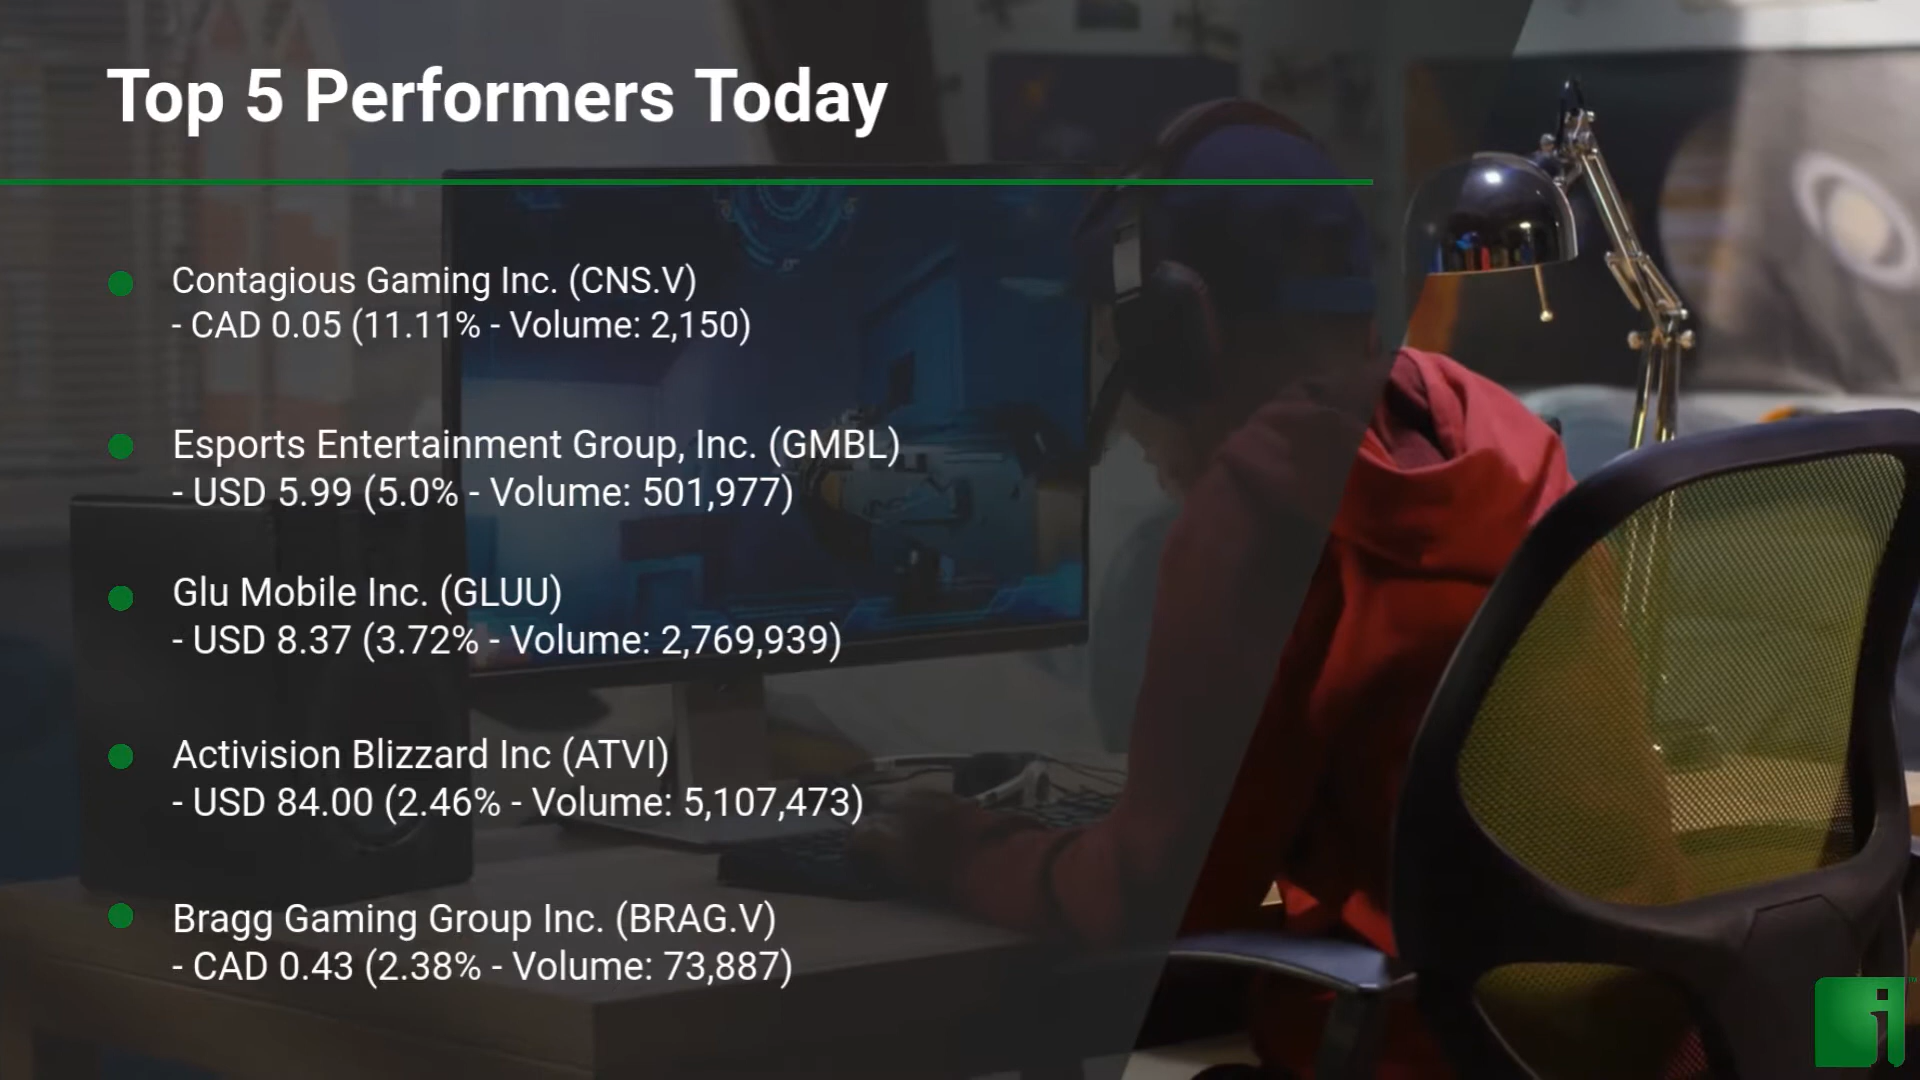 Top 5 Performers Today
Contagious Gaming Inc. (CNS.V)
- CAD 0.05 (11.11% - Volume: 2,150)
Esports Entertainment Group, Inc. (GMBL)
- USD 5.99 (5.0% - Volume: 501,977)
Glu Mobile Inc. (GLUU)
- USD 8.37 (3.72% - Volume: 2,769,939)
Activision Blizzard Inc (ATVI)
- USD 84.00 (2.46% - Volume: 5,107,473)
Bragg Gaming Group Inc. (BRAG.V)
- CAD 0.43 (2.38% - Volume: 73,887)
i